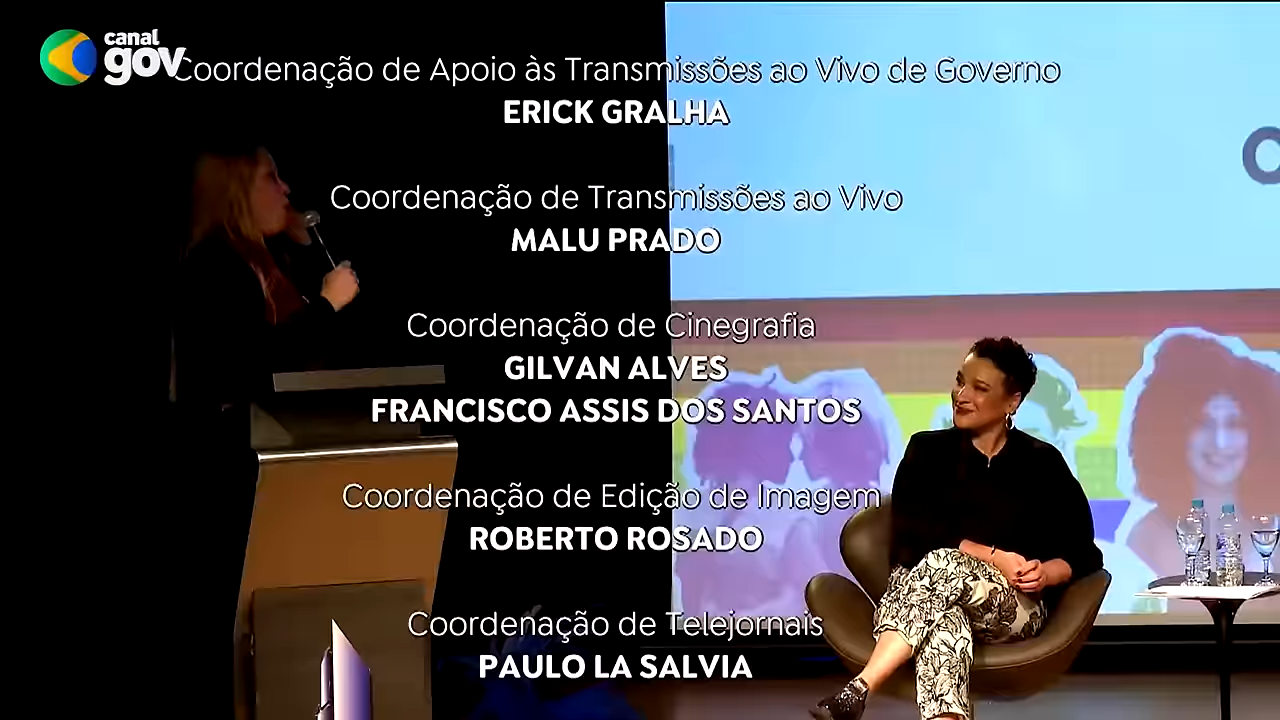 canal
gov
Coordenação de Apoio às Transmissões ao Vivo de Governo
ERICK GRALHA
Coordenação de Transmissões ao Vivo
MALU PRADO
Coordenação de Cinegrafia
GILVAN ALVES
FRANCISCO ASSIS DOS SANTOS
Coordenação de Edição de Imagem
ROBERTO ROSADO
Coordenação de Telejornais
PAULO LA SALVIA